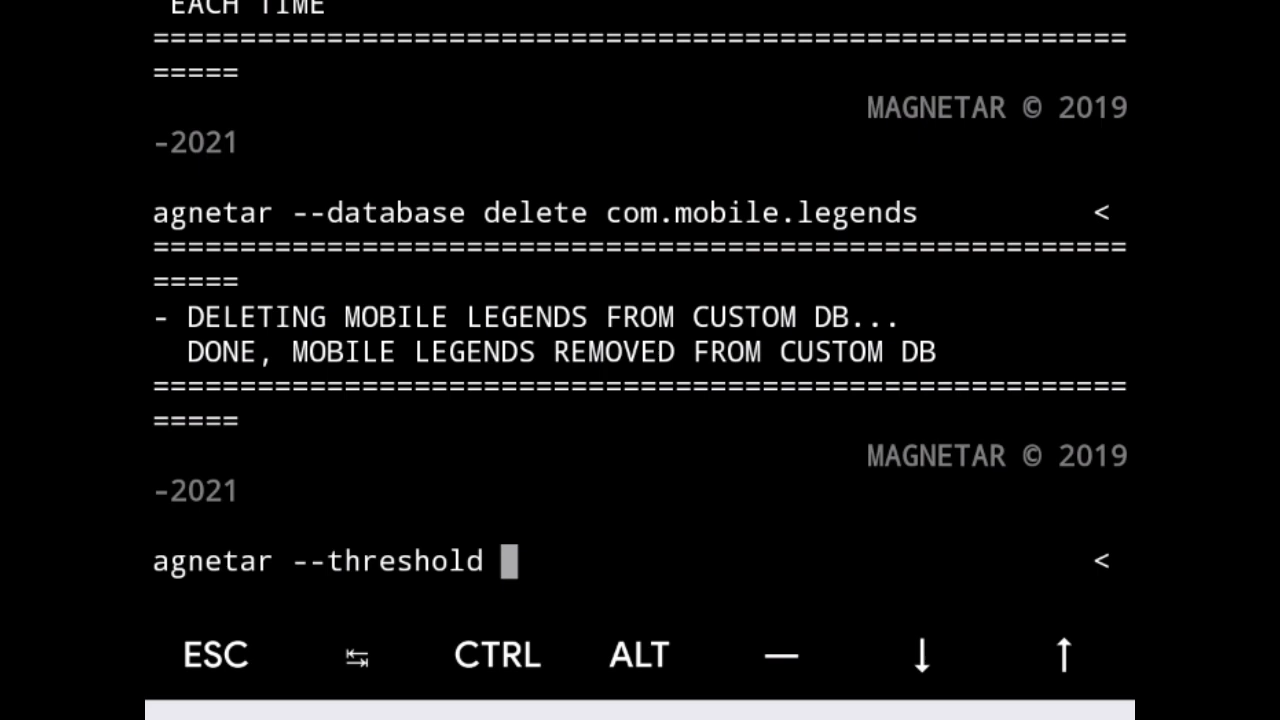 EACH TIME
========================================================
=====
MAGNETAR © 2019
-2021
agnetar --database delete com.mobile.legends <
========================================================
=====
- DELETING MOBILE LEGENDS FROM CUSTOM DB...
DONE, MOBILE LEGENDS REMOVED FROM CUSTOM DB
========================================================
=====
MAGNETAR © 2019
-2021
agnetar --threshold <
ESC ↹ CTRL ALT — ↓ ↑